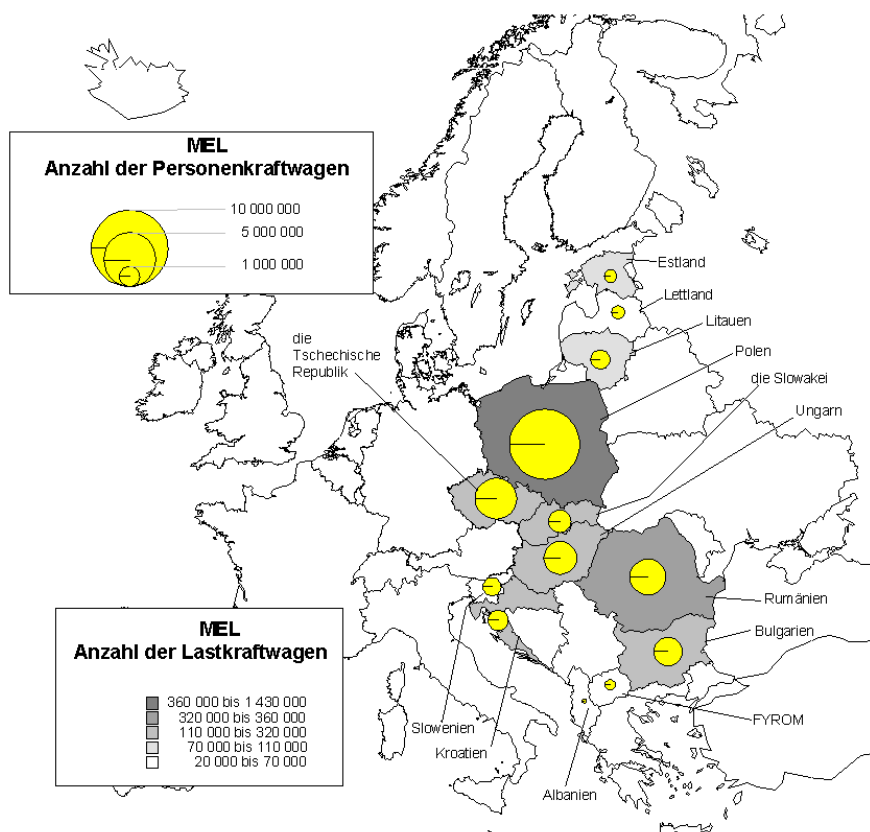 MEL
Anzahl der Personenkraftwagen
10 000 000
5 000 000
1 000 000
Estland
Lettland
Litauen
Polen
die Slowakei
Ungarn
die
Tschechische
Republik
Rumänien
Bulgarien
FYROM
Albanien
Kroatien
Slowenien
MEL
Anzahl der Lastkraftwagen
360 000 bis 1 430 000
320 000 bis 360 000
110 000 bis 320 000
70 000 bis 110 000
20 000 bis 70 000